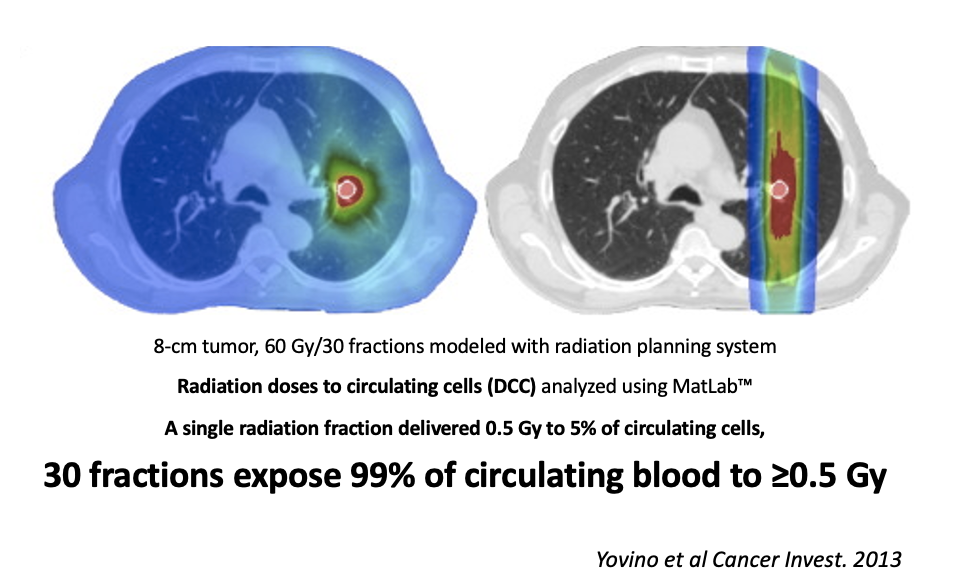 8-cm tumor, 60 Gy/30 fractions modeled with radiation planning system
Radiation doses to circulating cells (DCC) analyzed using MatLab™
A single radiation fraction delivered 0.5 Gy to 5% of circulating cells,
30 fractions expose 99% of circulating blood to ≥0.5 Gy
Yovino et al Cancer Invest. 2013